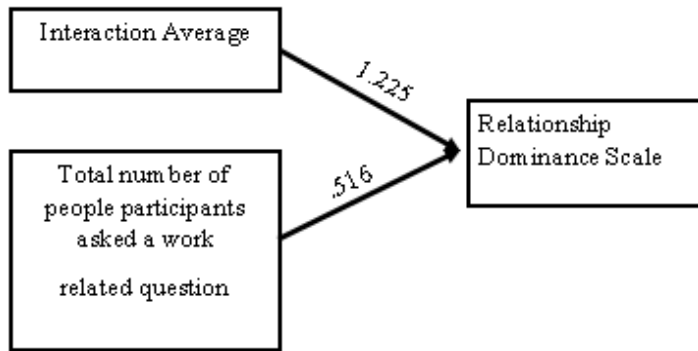 Interaction Average
1.225
Relationship
Dominance Scale
Total number of
people participants
asked a work
related question
.516